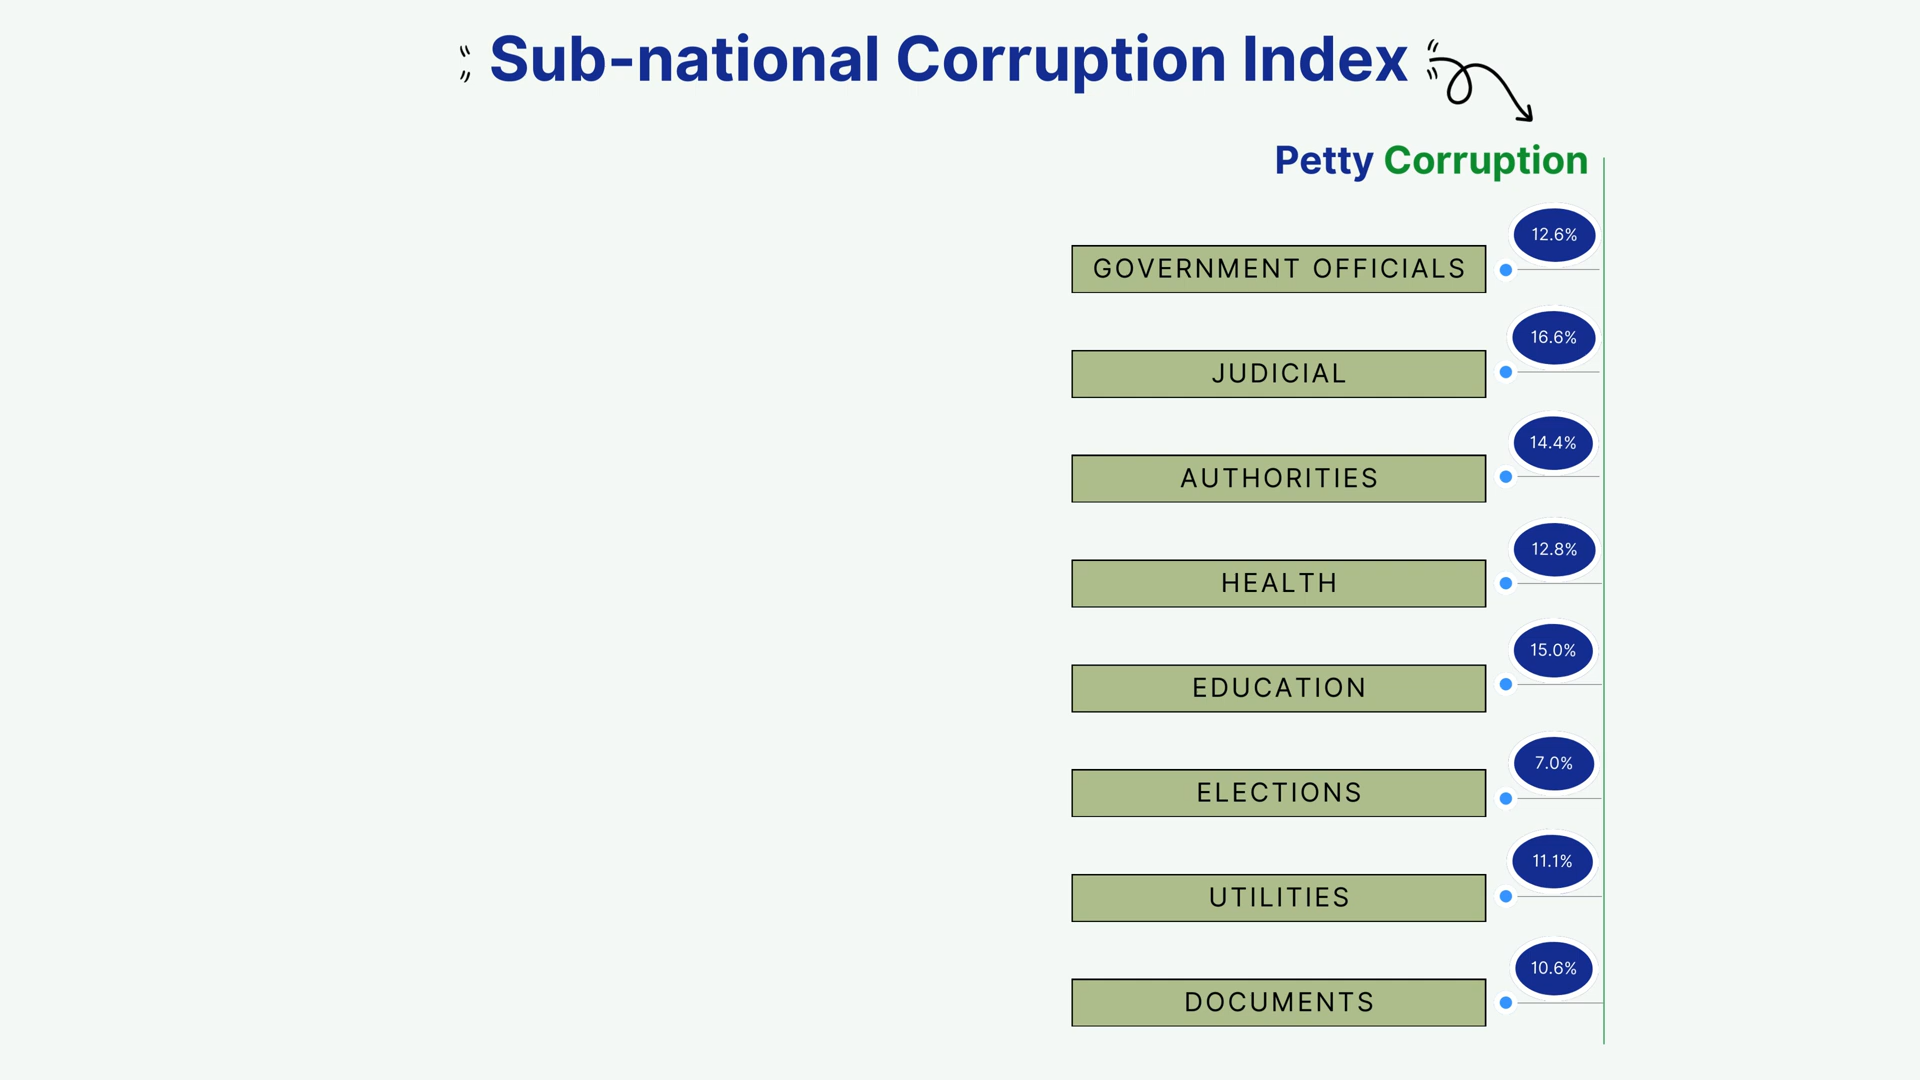 Sub-national Corruption Index
Petty Corruption
12.6%
GOVERNMENT OFFICIALS
16.6%
JUDICIAL
14.4%
AUTHORITIES
12.8%
HEALTH
15.0%
EDUCATION
7.0%
ELECTIONS
11.1%
UTILITIES
10.6%
DOCUMENTS